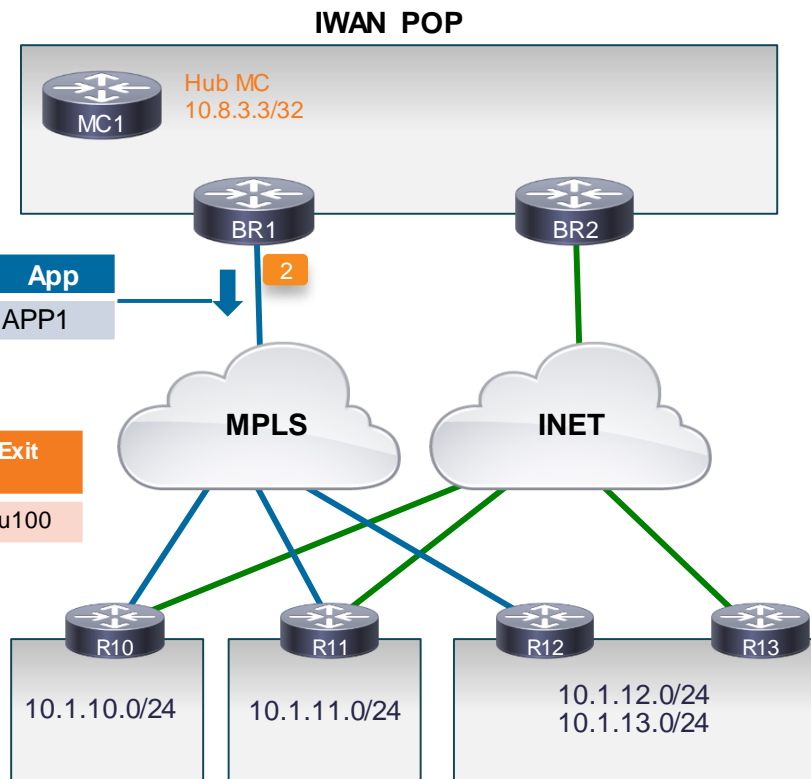 IWAN POP
Hub MC
10.8.3.3/32
MC1
BR1
BR2
App
2
APP1
MPLS
INET
Exit
u100
R10
R11
R12
R13
10.1.10.0/24
10.1.11.0/24
10.1.12.0/24
10.1.13.0/24